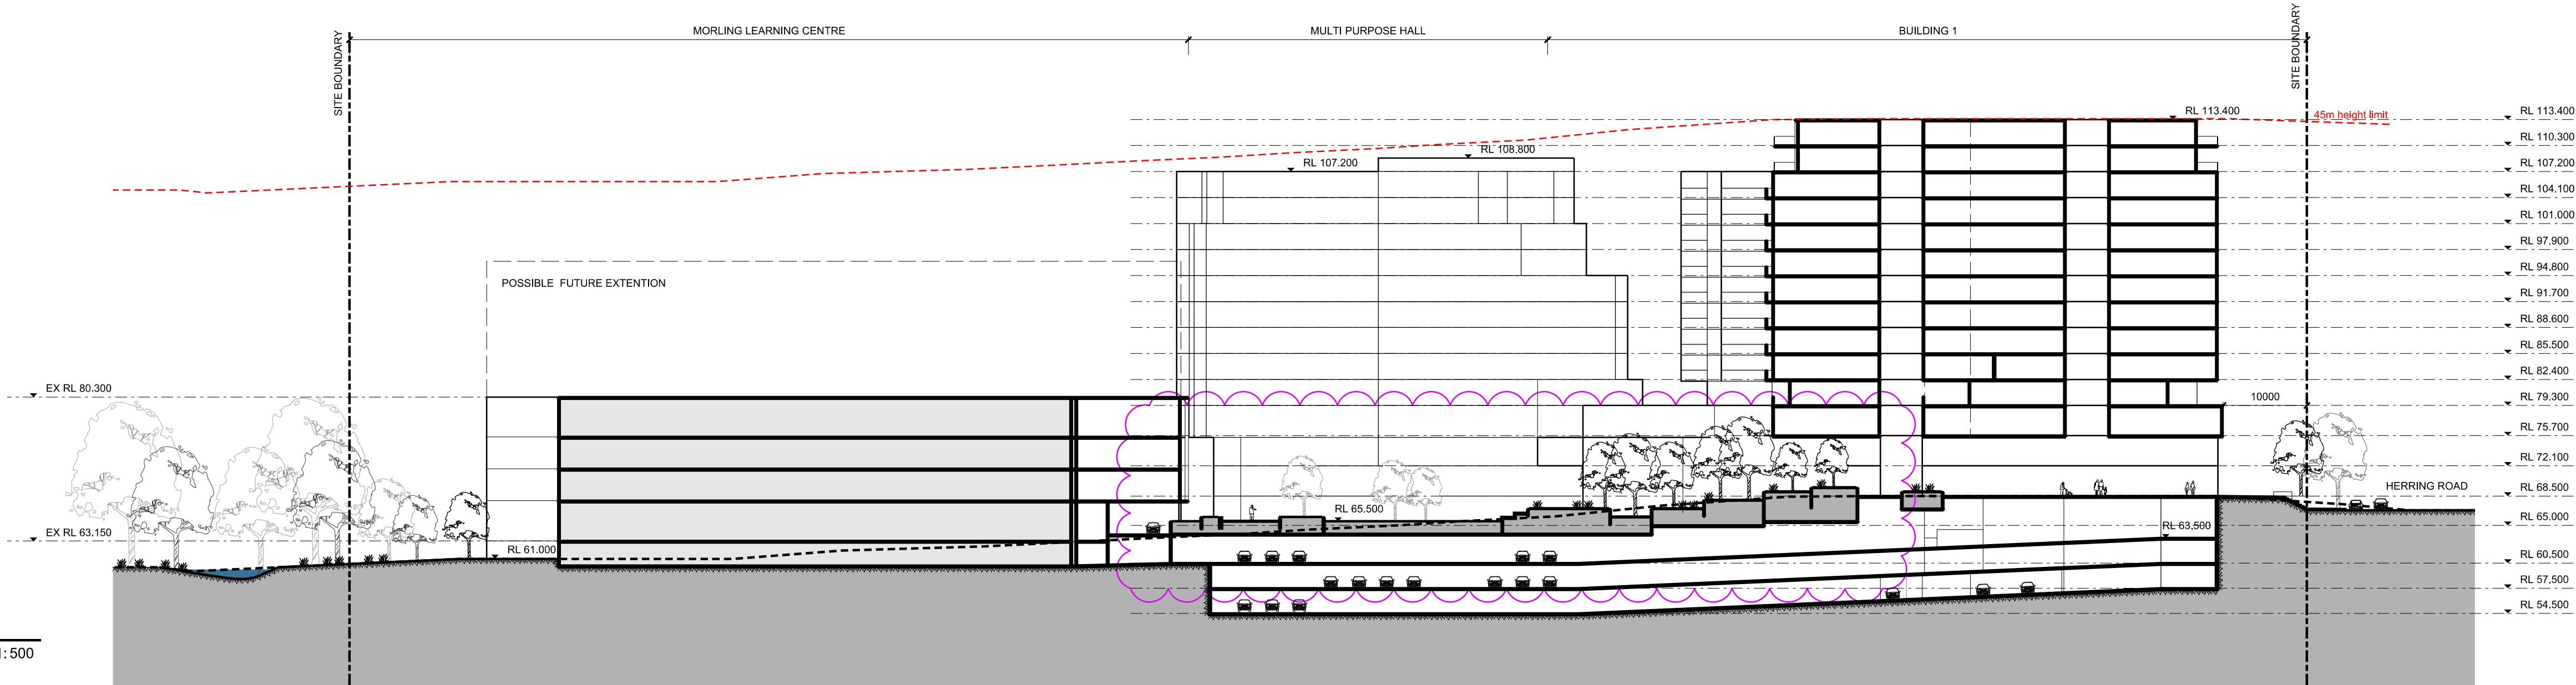 SITE BOUNDARY
MORLING LEARNING CENTRE
MULTI PURPOSE HALL
BUILDING 1
SITE BOUNDARY
RL 113.400
45m height limit
RL 113.400
RL 110.300
RL 108.800
RL 107.200
RL 107.200
RL 104.100
RL 101.000
RL 97.900
POSSIBLE FUTURE EXTENTION
RL 94.800
RL 91.700
RL 88.600
RL 85.500
EX RL 80.300
RL 82.400
10000
RL 79.300
RL 75.700
RL 72.100
HERRING ROAD
RL 68.500
RL 65.500
RL 65.000
EX RL 63.150
RL 63,500
RL 61.000
RL 60.500
RL 57.500
RL 54.500
1:500